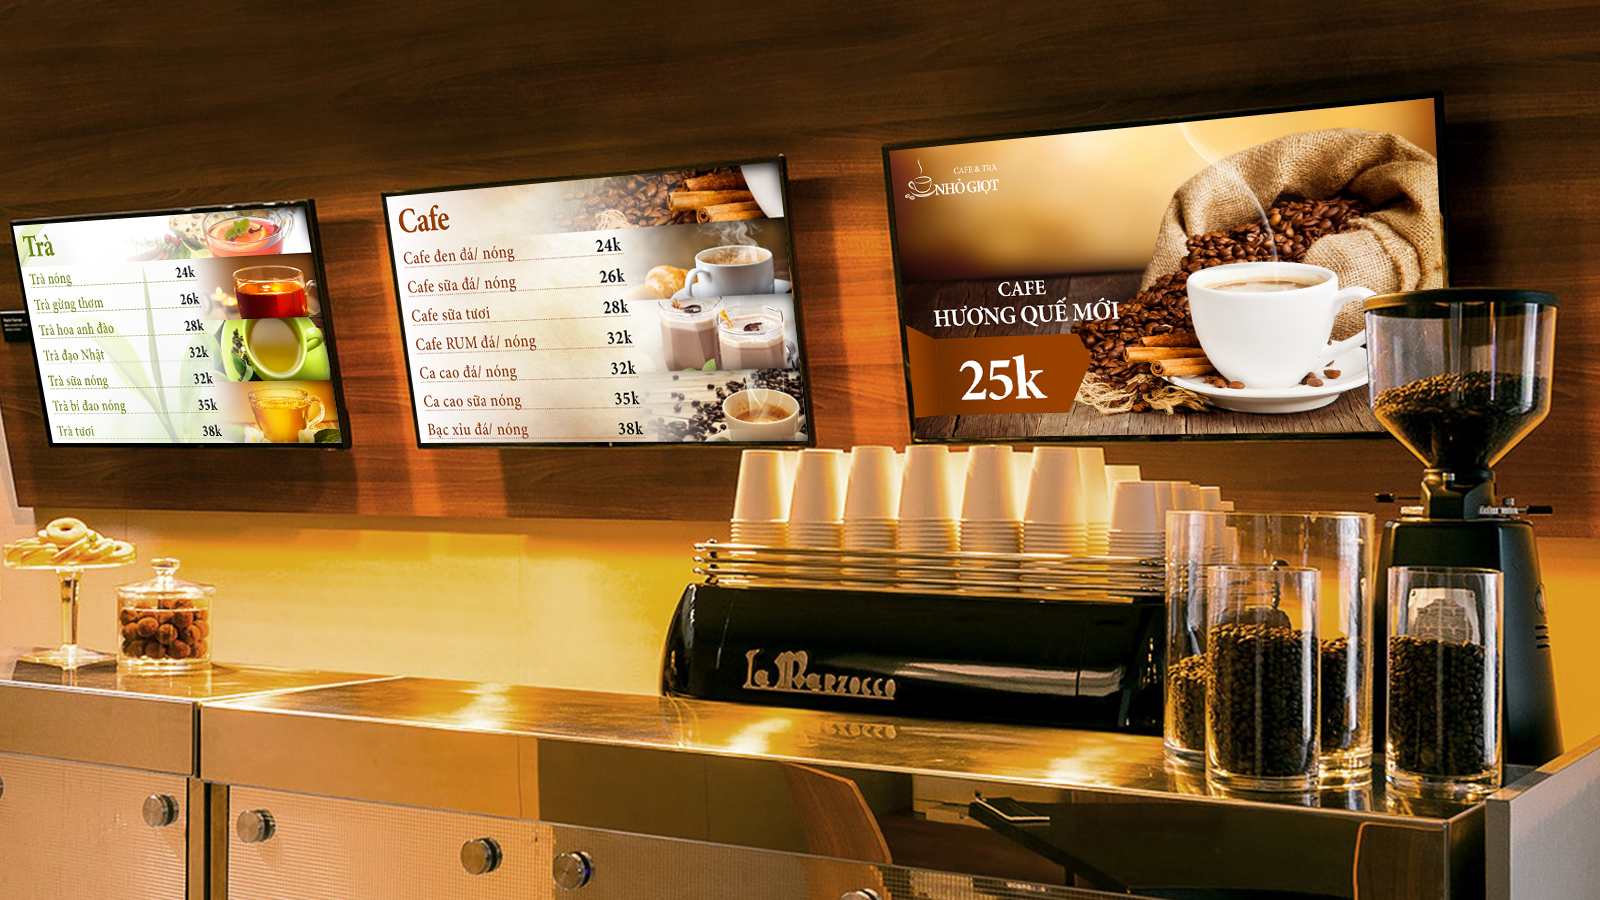 Trà
Trà nóng 24k
Trà gừng thơm 26k
Trà hoa anh đào 28k
Trà đạo Nhật 32k
Trà sữa nóng 32k
Trà bí đao nóng 35k
Trà tươi 38k
Cafe
Cafe đen đá/ nóng 24k
Cafe sữa đá/ nóng 26k
Cafe sữa tươi 28k
Cafe RUM đá/ nóng 32k
Ca cao đá/ nóng 32k
Ca cao sữa nóng 35k
Bạc xỉu đá/ nóng 38k
CAFE & TRÀ
NHỎ GIỌT
CAFE
HƯƠNG QUẾ MỚI
25k
La Marzocco